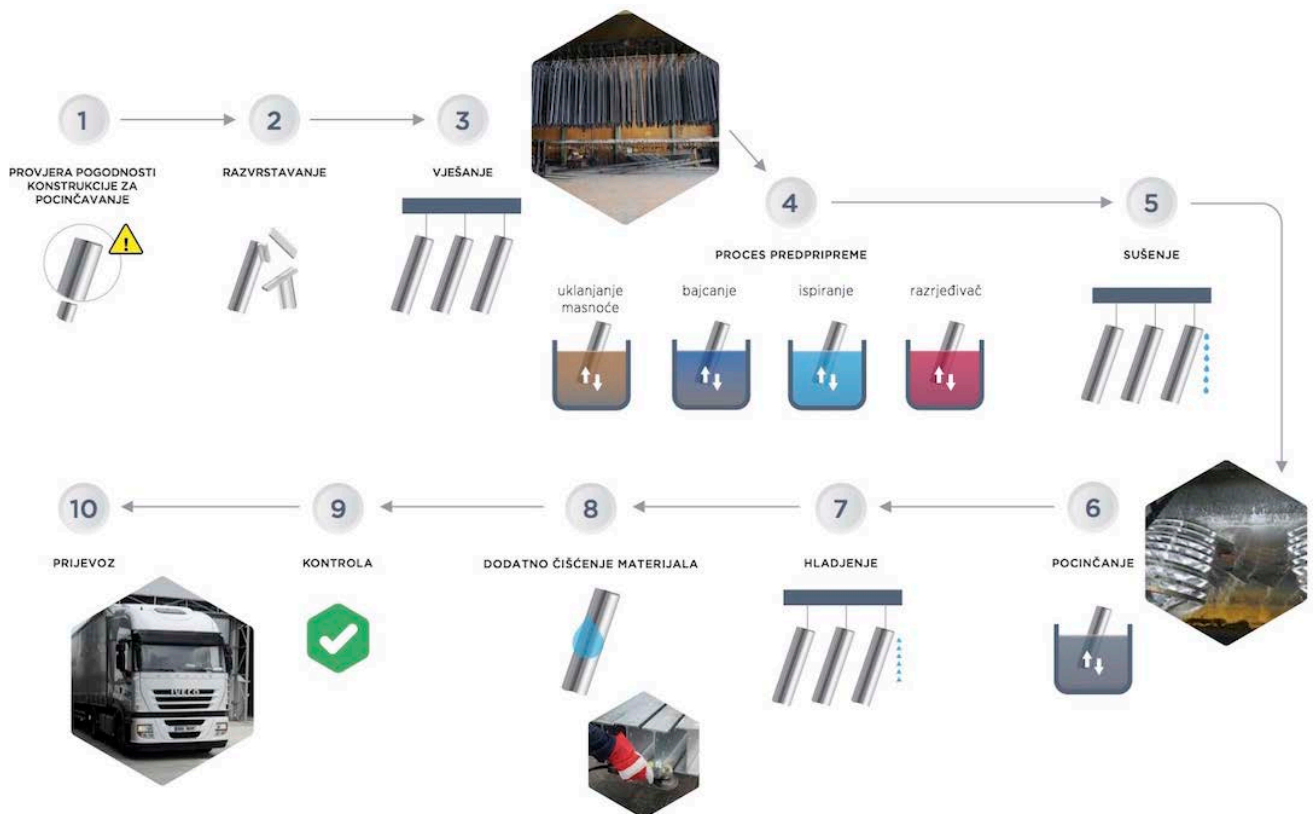 1
PROVJERA POGODNOSTI
KONSTRUKCIJE ZA
POCINČAVANJE
2
RAZVRSTAVANJE
3
VJEŠANJE
4
PROCES PREDPRIPREME
uklanjanje
masnoće
bajcanje
ispiranje
razrjeđivač
5
SUŠENJE
6
POCINČANJE
7
HLADJENJE
8
DODATNO ČIŠĆENJE MATERIJALA
9
KONTROLA
10
PRIJEVOZ
IVECO